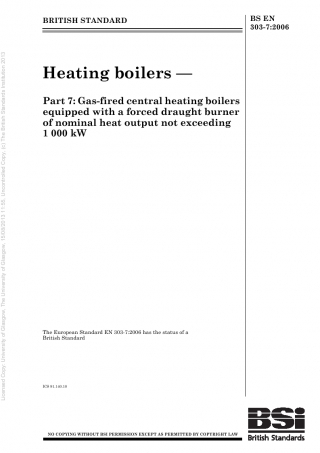 BRITISH STANDARD
BS EN
303-7:2006
Heating boilers —
Part 7: Gas-fired central heating boilers
equipped with a forced draught burner
of nominal heat output not exceeding
1 000 kW
The European Standard EN 303-7:2006 has the status of a
British Standard
ICS 91.140.10
NO COPYING WITHOUT BSI PERMISSION EXCEPT AS PERMITTED BY COPYRIGHT LAW
BSi
British Standards
Licensed Copy: University of Glasgow, The University of Glasgow,
Uncontrolled Copy, (c) The British Standards Institution 2013